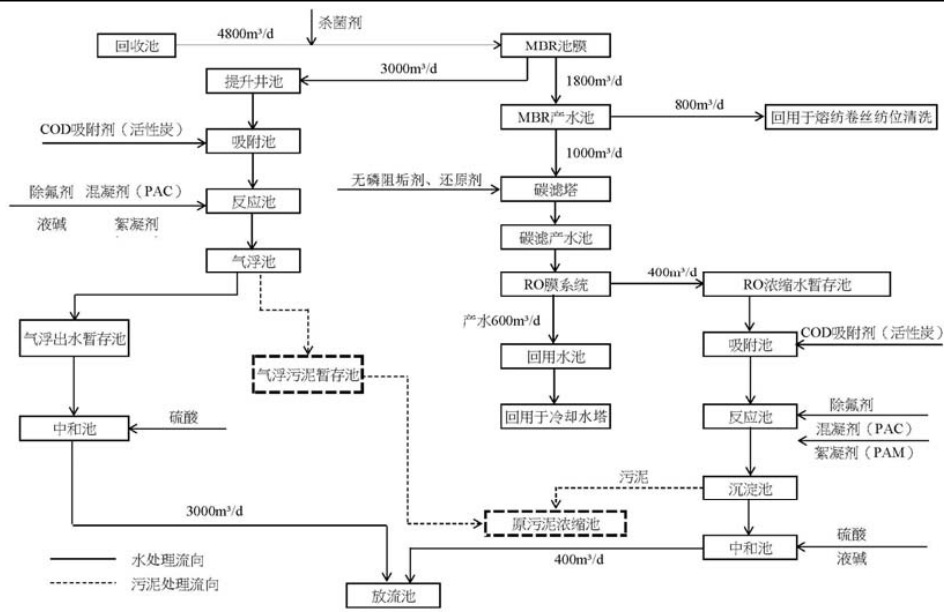 杀菌剂
回收池
4800m³/d
MBR池膜
3000m³/d
提升井池
1800m³/d
MBR产水池
800m³/d
回用于熔纺卷丝纺位清洗
COD吸附剂（活性炭）
吸附池
1000m³/d
无磷阻垢剂、还原剂
碳滤塔
除氟剂 混凝剂（PAC）
液碱 絮凝剂
反应池
碳滤产水池
气浮池
RO膜系统
400m³/d
RO浓缩水暂存池
产水600m³/d
气浮出水暂存池
COD吸附剂（活性炭）
吸附池
回用水池
气浮污泥暂存池
回用于冷却水塔
反应池
除氟剂
混凝剂（PAC）
絮凝剂（PAM）
中和池
硫酸
污泥
沉淀池
3000m³/d
原污泥浓缩池
中和池
硫酸
液碱
400m³/d
水处理流向
污泥处理流向
放流池